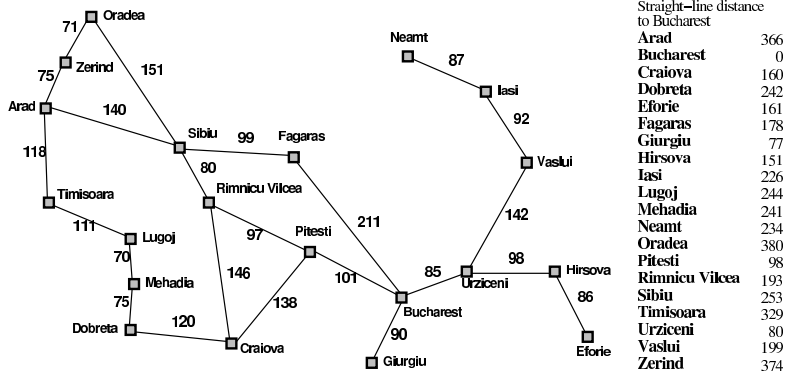 Straight-line distance
to Bucharest
Arad 366
Bucharest 0
Craiova 160
Dobreta 242
Eforie 161
Fagaras 178
Giurgiu 77
Hirsova 151
Iasi 226
Lugoj 244
Mehadia 241
Neamt 234
Oradea 380
Pitesti 98
Rimnicu Vilcea 193
Sibiu 253
Timisoara 329
Urziceni 80
Vaslui 199
Zerind 374
Oradea
71
Neamt
87
Zerind
75
151
Iasi
Arad
140
92
Sibiu
99
Fagaras
118
80
Vaslui
Rimnicu Vilcea
Timisoara
111
97
Pitesti
211
142
Lugoj
70
146
101
85
98
Hirsova
Mehadia
Urziceni
75
138
86
Bucharest
120
90
Dobreta
Craiova
Eforie
Giurgiu